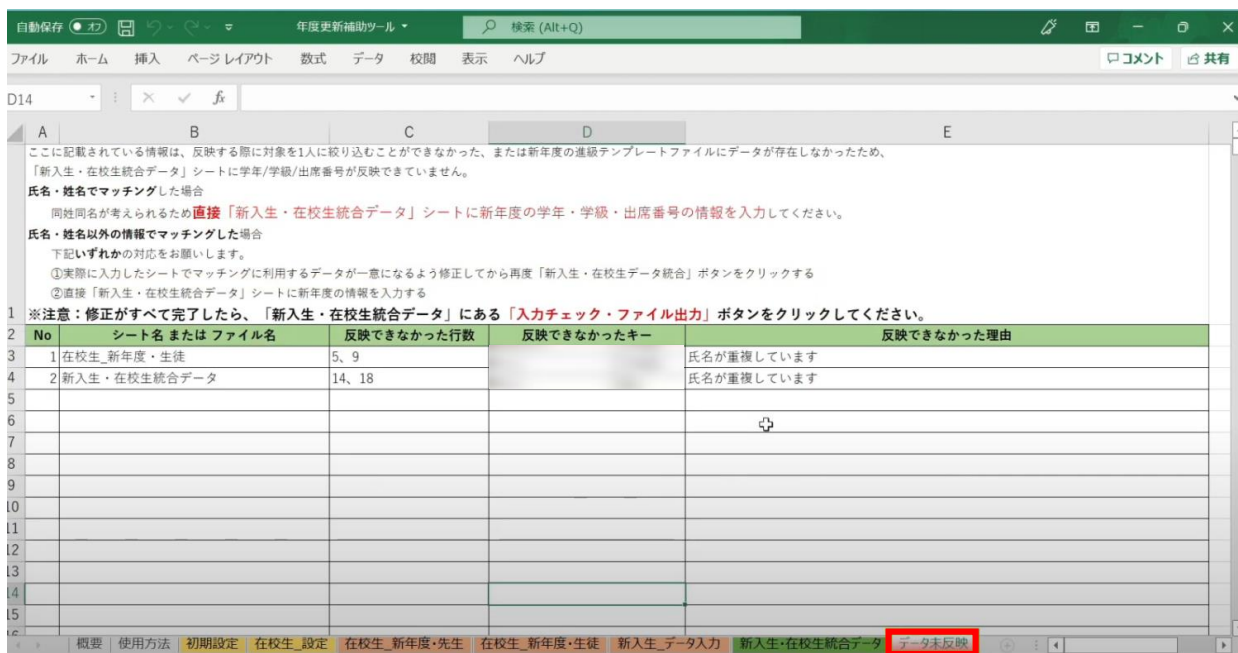 自動保存 オフ 年度更新補助ツール 検索 (Alt+Q)
ファイル ホーム 挿入 ページ レイアウト 数式 データ 校閲 表示 ヘルプ コメント 共有
D14 fx
A B C D E
ここに記載されている情報は、反映する際に対象を1人に絞り込むことができなかった、または新年度の進級テンプレートファイルにデータが存在しなかったため、
「新入生・在校生統合データ」シートに学年/学級/出席番号が反映できていません。
氏名・姓名でマッチングした場合
同姓同名が考えられるため直接「新入生・在校生統合データ」シートに新年度の学年・学級・出席番号の情報を入力してください。
氏名・姓名以外の情報でマッチングした場合
下記いずれかの対応をお願いします。
①実際に入力したシートでマッチングに利用するデータが一意になるよう修正してから再度「新入生・在校生データ統合」ボタンをクリックする
②直接「新入生・在校生統合データ」シートに新年度の情報を入力する
1 ※注意：修正がすべて完了したら、「新入生・在校生統合データ」にある「入力チェック・ファイル出力」ボタンをクリックしてください。
2 No シート名 または ファイル名 反映できなかった行数 反映できなかったキー 反映できなかった理由
3 1 在校生_新年度・生徒 5、9 氏名が重複しています
4 2 新入生・在校生統合データ 14、18 氏名が重複しています
5
6
7
8
9
10
11
12
13
14
15
概要 使用方法 初期設定 在校生_設定 在校生_新年度・先生 在校生_新年度・生徒 新入生_データ入力 新入生・在校生統合データ データ未反映